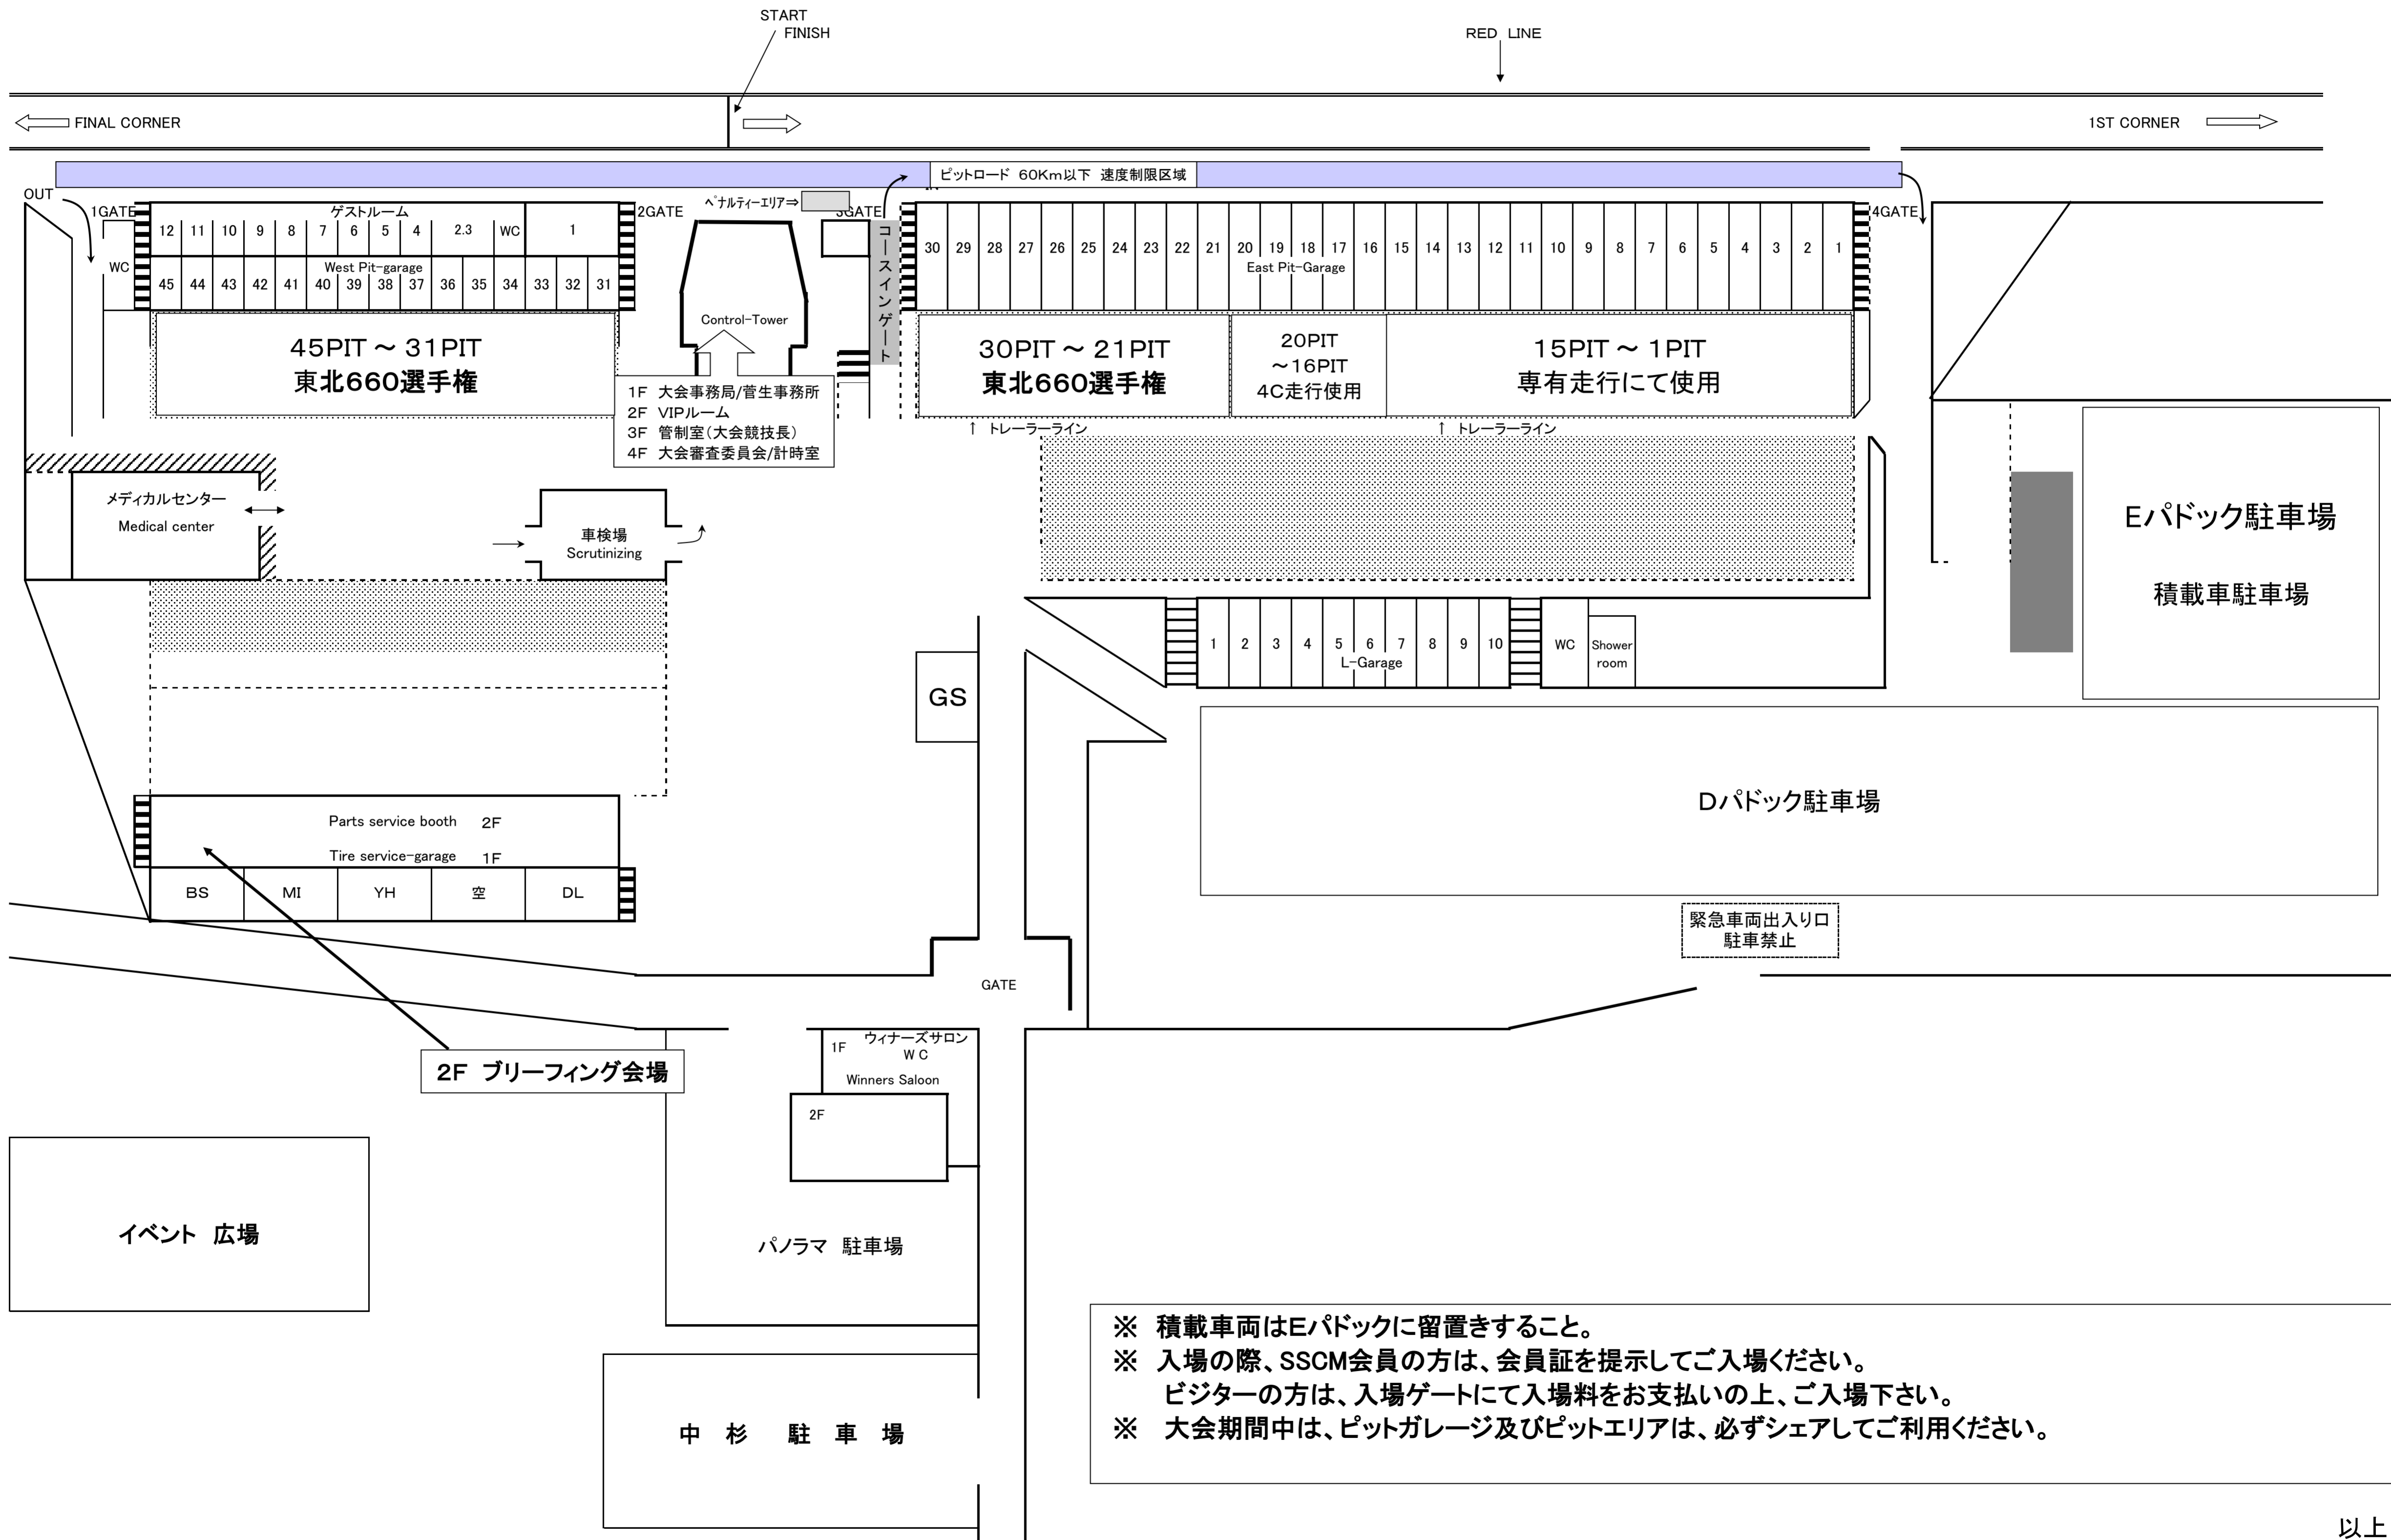 START
FINISH
RED LINE
FINAL CORNER
1ST CORNER
ピットロード 60Km以下 速度制限区域
OUT
1GATE
ゲストルーム
2GATE
ペナルティーエリア⇒
3GATE
4GATE
12 11 10 9 8 7 6 5 4 2.3 WC 1
WC
West Pit-garage
45 44 43 42 41 40 39 38 37 36 35 34 33 32 31
コースインゲート
30 29 28 27 26 25 24 23 22 21 20 19 18 17 16 15 14 13 12 11 10 9 8 7 6 5 4 3 2 1
East Pit-Garage
Control-Tower
45PIT ~ 31PIT
東北660選手権
1F 大会事務局/菅生事務所
2F VIPルーム
3F 管制室(大会競技長)
4F 大会審査委員会/計時室
30PIT ~ 21PIT
東北660選手権
20PIT
~16PIT
4C走行使用
15PIT ~ 1PIT
専有走行にて使用
↑ トレーラーライン
↑ トレーラーライン
メディカルセンター
Medical center
車検場
Scrutinizing
Eパドック駐車場
積載車駐車場
1 2 3 4 5 6 7 8 9 10
L-Garage
WC
Shower
room
GS
Dパドック駐車場
Parts service booth 2F
Tire service-garage 1F
BS MI YH 空 DL
緊急車両出入り口
駐車禁止
GATE
2F ブリーフィング会場
1F ウィナーズサロン
WC
Winners Saloon
2F
イベント 広場
パノラマ 駐車場
中 杉 駐 車 場
※ 積載車両はEパドックに留置きすること。
※ 入場の際、SSCM会員の方は、会員証を提示してご入場ください。
ビジターの方は、入場ゲートにて入場料をお支払いの上、ご入場下さい。
※ 大会期間中は、ピットガレージ及びピットエリアは、必ずシェアしてご利用ください。
以上